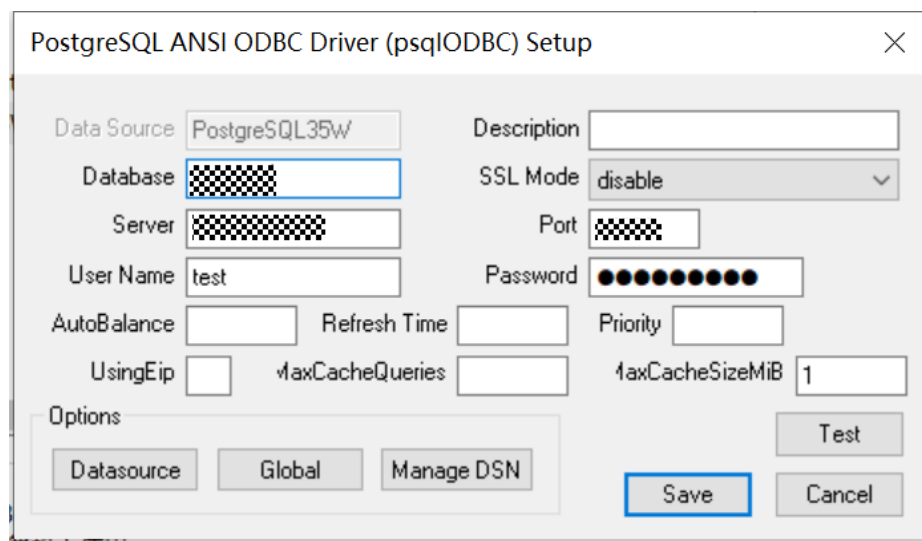 PostgreSQL ANSI ODBC Driver (psqlODBC) Setup
Data Source PostgreSQL35W Description
Database SSL Mode disable
Server Port
User Name test Password ●●●●●●●●●
AutoBalance Refresh Time Priority
UsingEip MaxCacheQueries MaxCacheSizeMiB 1
Options
Test
Datasource Global Manage DSN
Save Cancel